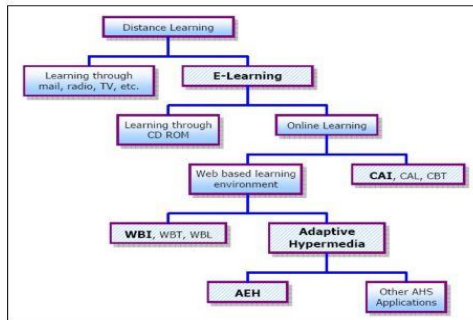 Distance Learning
Learning through
mail, radio, TV, etc.
E-Learning
Learning through
CD ROM
Online Learning
Web based learning
environment
CAI, CAL, CBT
WBI, WBT, WBL
Adaptive
Hypermedia
AEH
Other AHS
Applications